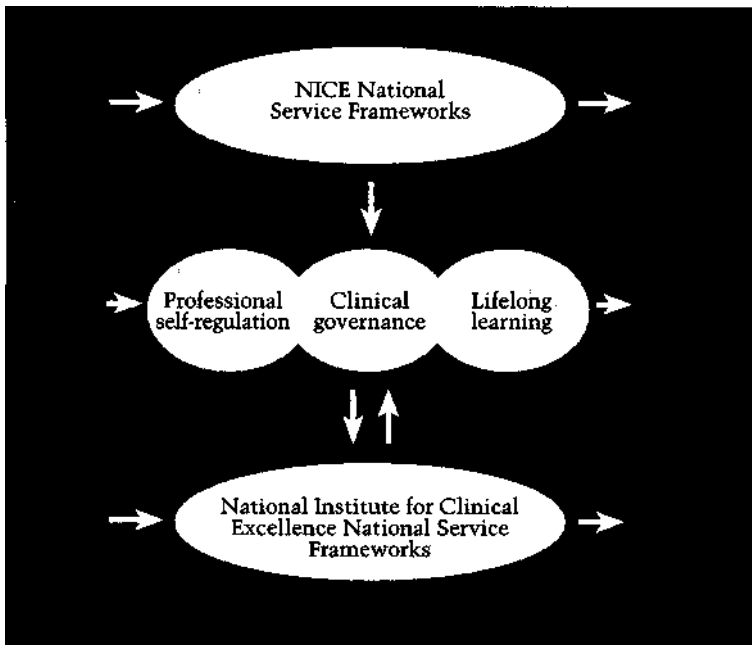 NICE National
Service Frameworks
Professional
self-regulation
Clinical
governance
Lifelong
learning
National Institute for Clinical
Excellence National Service
Frameworks